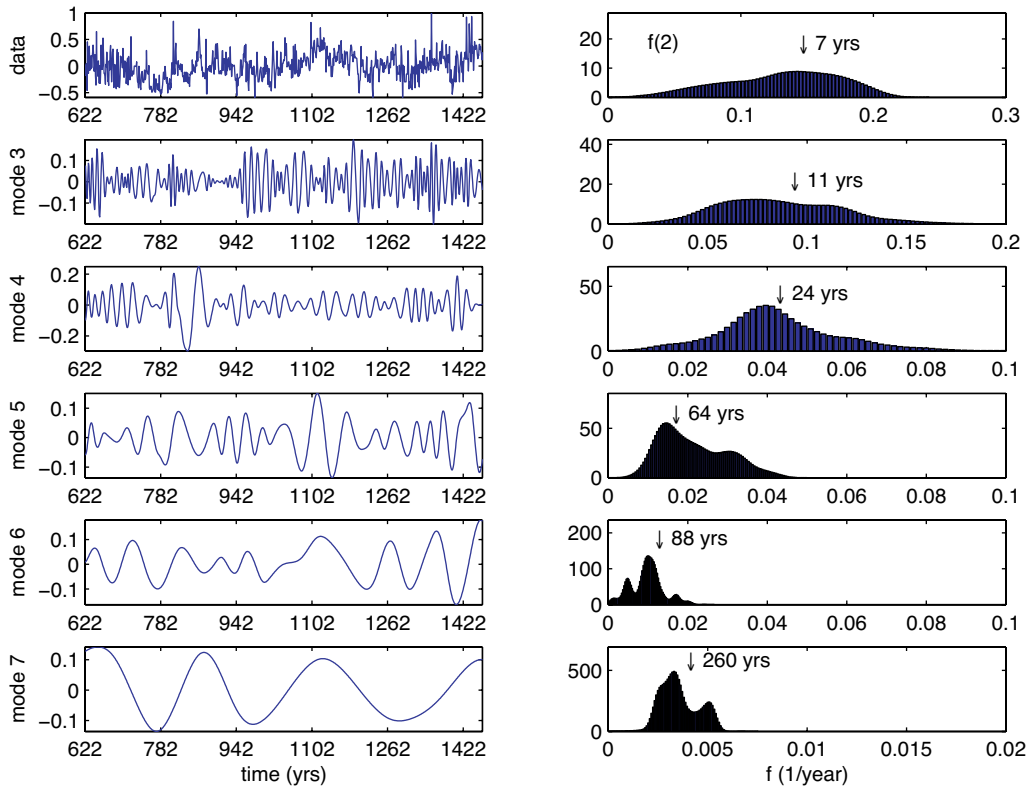 data
1
0.5
0
−0.5
622 782 942 1102 1262 1422
f(2)
7 yrs
20
10
0
0 0.1 0.2 0.3
mode 3
0.1
0
−0.1
622 782 942 1102 1262 1422
11 yrs
40
20
0
0 0.05 0.1 0.15 0.2
mode 4
0.2
0
−0.2
622 782 942 1102 1262 1422
24 yrs
50
0
0 0.02 0.04 0.06 0.08 0.1
mode 5
0.1
0
−0.1
622 782 942 1102 1262 1422
64 yrs
50
0
0 0.02 0.04 0.06 0.08 0.1
mode 6
0.1
0
−0.1
622 782 942 1102 1262 1422
88 yrs
200
100
0
0 0.02 0.04 0.06 0.08 0.1
mode 7
0.1
0
−0.1
622 782 942 1102 1262 1422
time (yrs)
260 yrs
500
0
0 0.005 0.01 0.015 0.02
f (1/year)